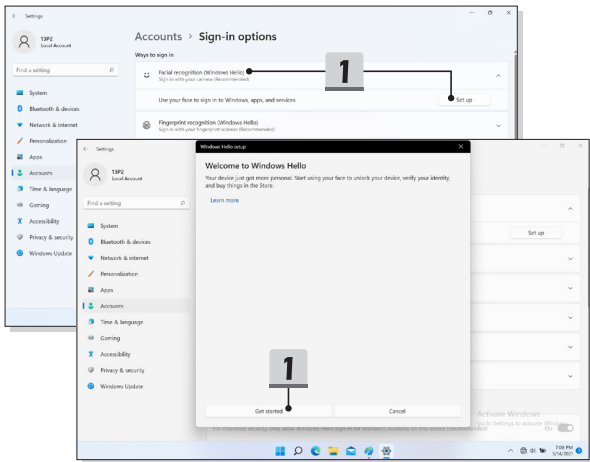 Settings
13P2
Local Account
Find a setting
System
Bluetooth & devices
Network & internet
Personalization
Apps
Accounts
Time & language
Gaming
Accessibility
Privacy & security
Windows Update
Accounts > Sign-in options
Ways to sign in
Facial recognition (Windows Hello)
Sign in with your camera (Recommended)
1
Use your face to sign in to Windows, apps, and services
Set up
Fingerprint recognition (Windows Hello)
Sign in with your fingerprint scanner (Recommended)
Settings
13P2
Local Account
Find a setting
System
Bluetooth & devices
Network & internet
Personalization
Apps
Accounts
Time & language
Gaming
Accessibility
Privacy & security
Windows Update
Windows Hello setup
Welcome to Windows Hello
Your device just got more personal. Start using your face to unlock your device, verify your identity,
and buy things in the Store.
Learn more
1
Get started
Cancel
Set up
Activate Windows
Go to Settings to activate Windows.
On
7:08 PM
3/14/2021